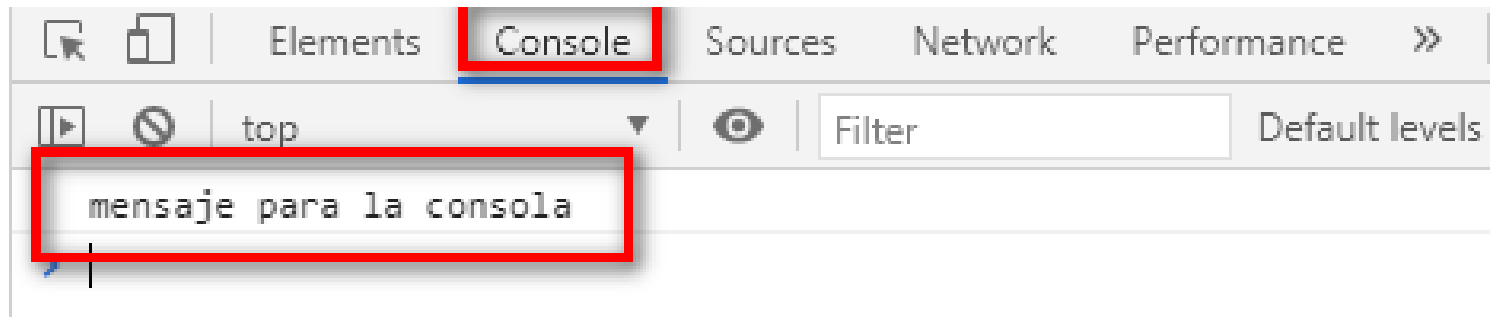 Elements Console Sources Network Performance »
top Filter Default levels
mensaje para la consola